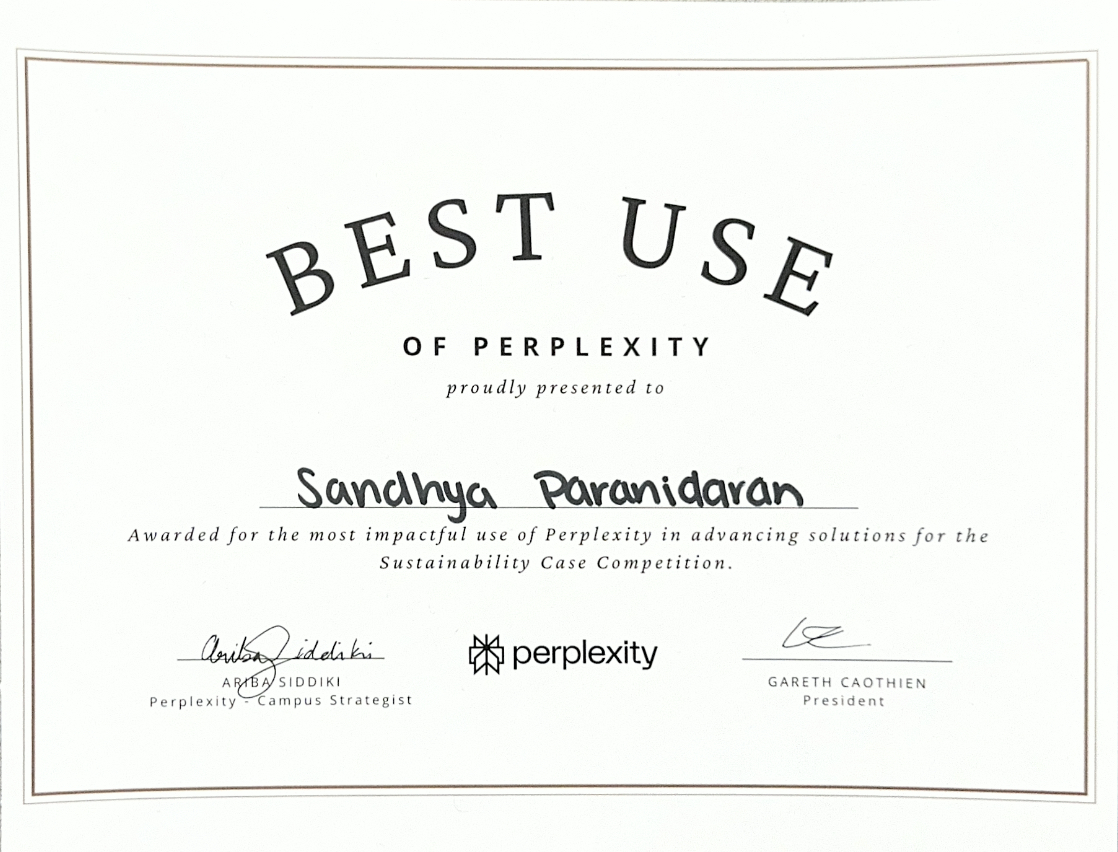 BEST USE
OF PERPLEXITY
proudly presented to
Sandhya Paranidaran
Awarded for the most impactful use of Perplexity in advancing solutions for the
Sustainability Case Competition.
Ariba Siddiki
perplexity
ARIBA SIDDIKI
Perplexity - Campus Strategist
GARETH CAOTHIEN
President